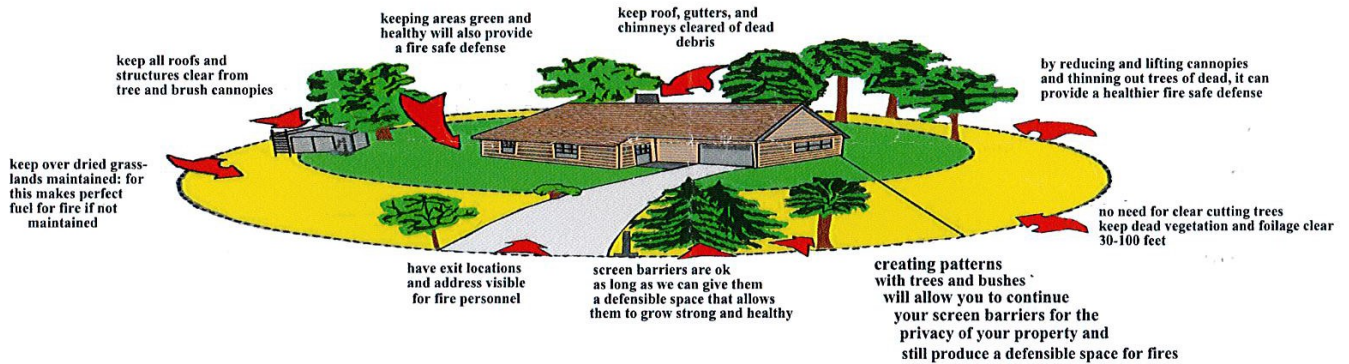 keeping areas green and
healthy will also provide
a fire safe defense
keep roof, gutters, and
chimneys cleared of dead
debris
keep all roofs and
structures clear from
tree and brush cannopies
by reducing and lifting cannopies
and thinning out trees of dead, it can
provide a healthier fire safe defense
keep over dried grass-
lands maintained: for
this makes perfect
fuel for fire if not
maintained
no need for clear cutting trees
keep dead vegetation and foilage clear
30-100 feet
have exit locations
and address visible
for fire personnel
screen barriers are ok
as long as we can give them
a defensible space that allows
them to grow strong and healthy
creating patterns
with trees and bushes
will allow you to continue
your screen barriers for the
privacy of your property and
still produce a defensible space for fires